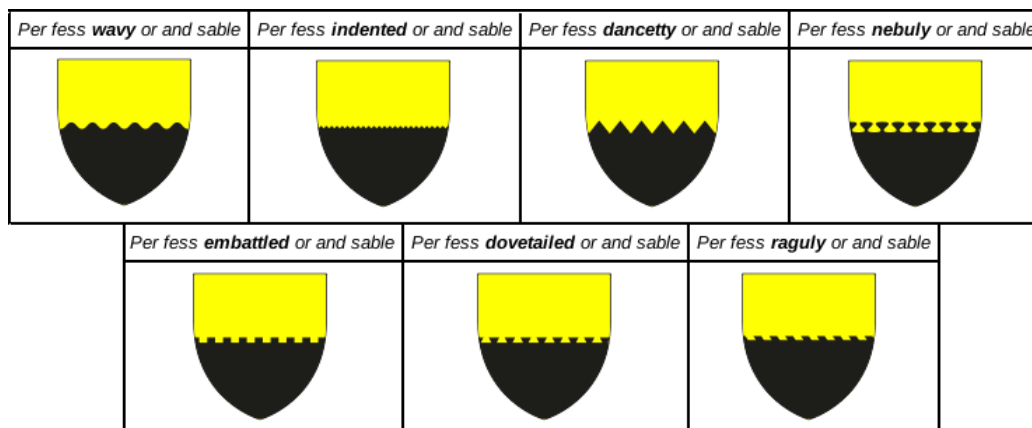 Per fess wavy or and sable
Per fess indented or and sable
Per fess dancetty or and sable
Per fess nebuly or and sable
Per fess embattled or and sable
Per fess dovetailed or and sable
Per fess raguly or and sable